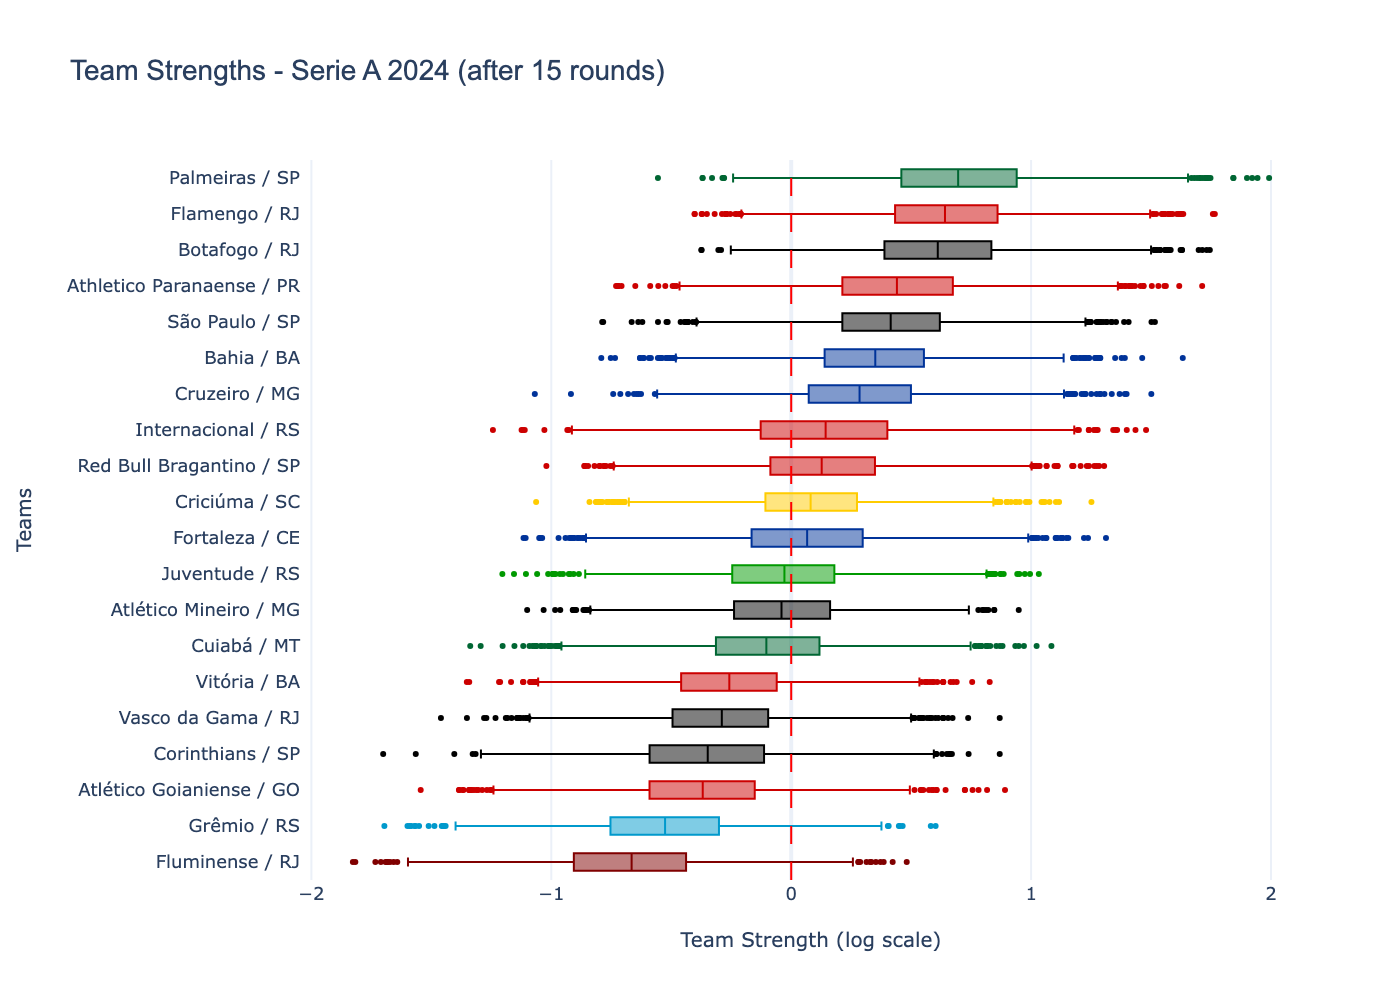 Team Strengths - Serie A 2024 (after 15 rounds)
Palmeiras / SP
Flamengo / RJ
Botafogo / RJ
Athletico Paranaense / PR
São Paulo / SP
Bahia / BA
Cruzeiro / MG
Internacional / RS
Red Bull Bragantino / SP
Criciúma / SC
Fortaleza / CE
Juventude / RS
Atlético Mineiro / MG
Cuiabá / MT
Vitória / BA
Vasco da Gama / RJ
Corinthians / SP
Atlético Goianiense / GO
Grêmio / RS
Fluminense / RJ
Teams
−2 −1 0 1 2
Team Strength (log scale)